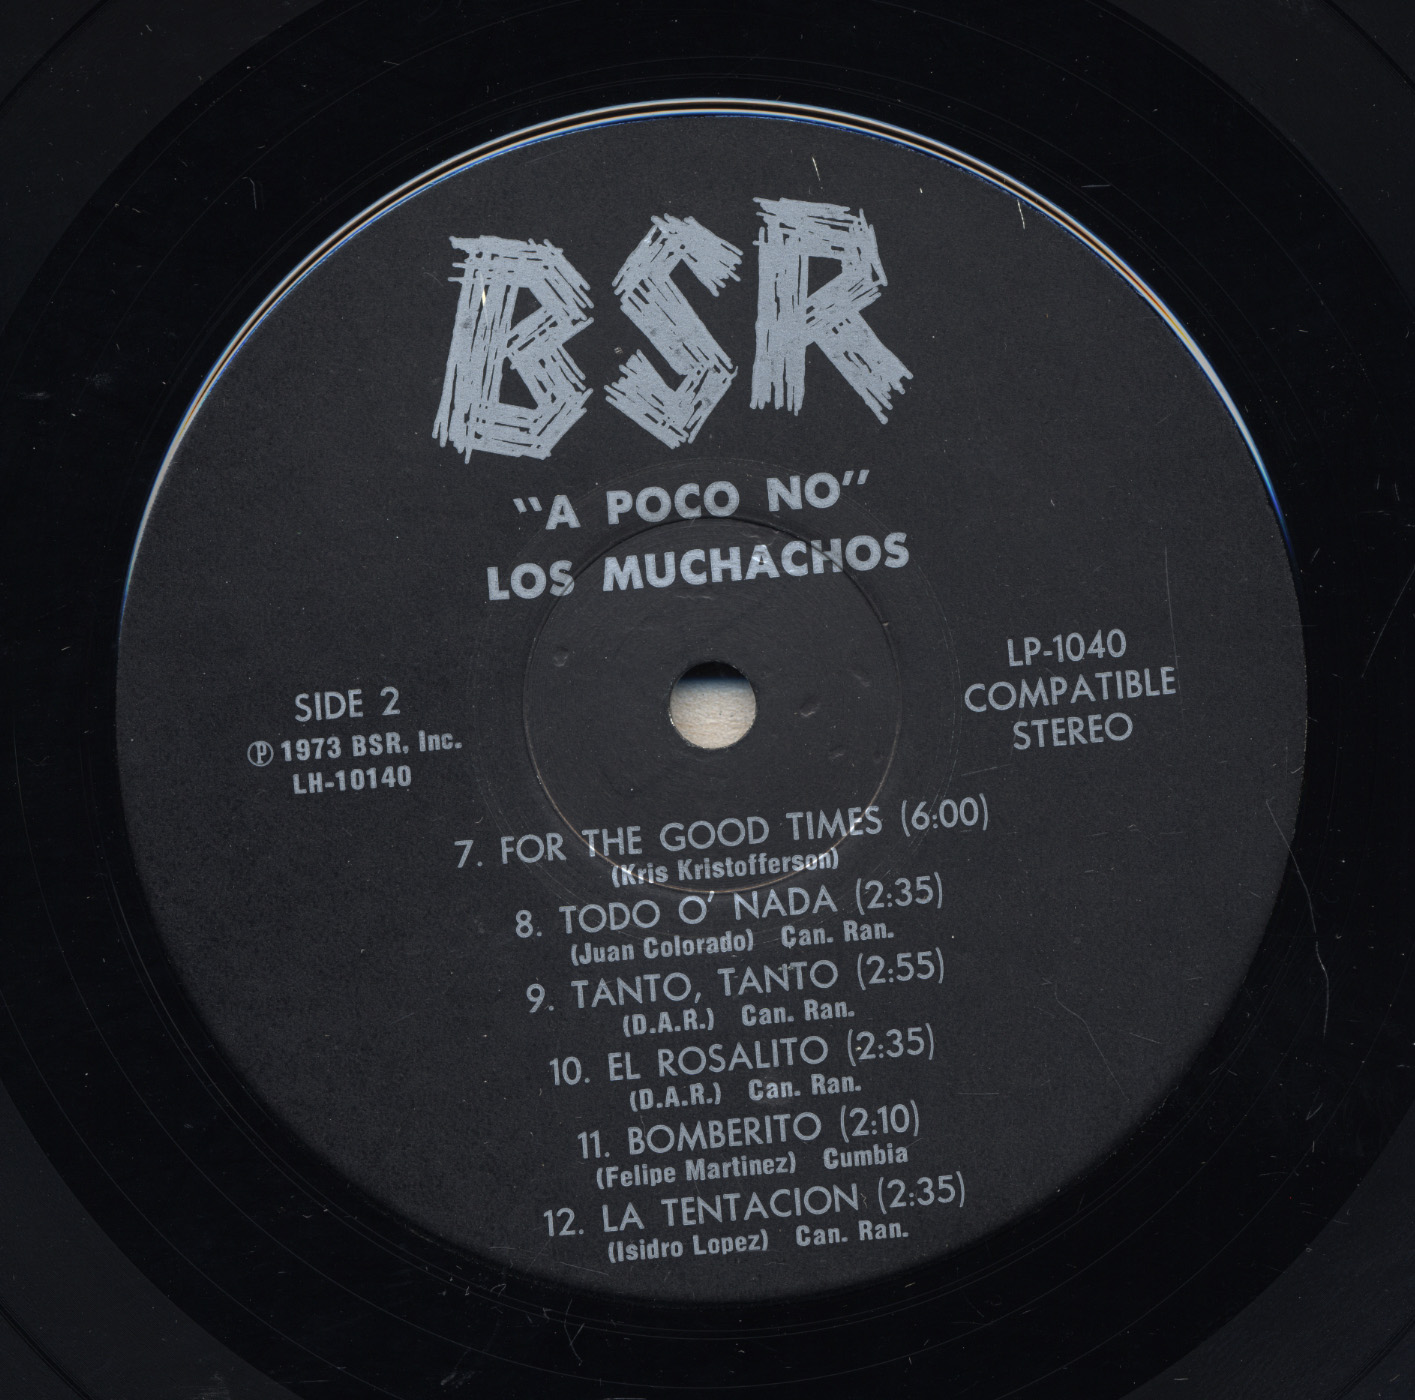 BSR
"A POCO NO"
LOS MUCHACHOS
LP-1040
COMPATIBLE
STEREO
SIDE 2
℗ 1973 BSR, Inc.
LH-10140
7. FOR THE GOOD TIMES (6:00)
(Kris Kristofferson)
8. TODO O' NADA (2:35)
(Juan Colorado) Can. Ran.
9. TANTO, TANTO (2:55)
(D.A.R.) Can. Ran.
10. EL ROSALITO (2:35)
(D.A.R.) Can. Ran.
11. BOMBERITO (2:10)
(Felipe Martinez) Cumbia
12. LA TENTACION (2:35)
(Isidro Lopez) Can. Ran.